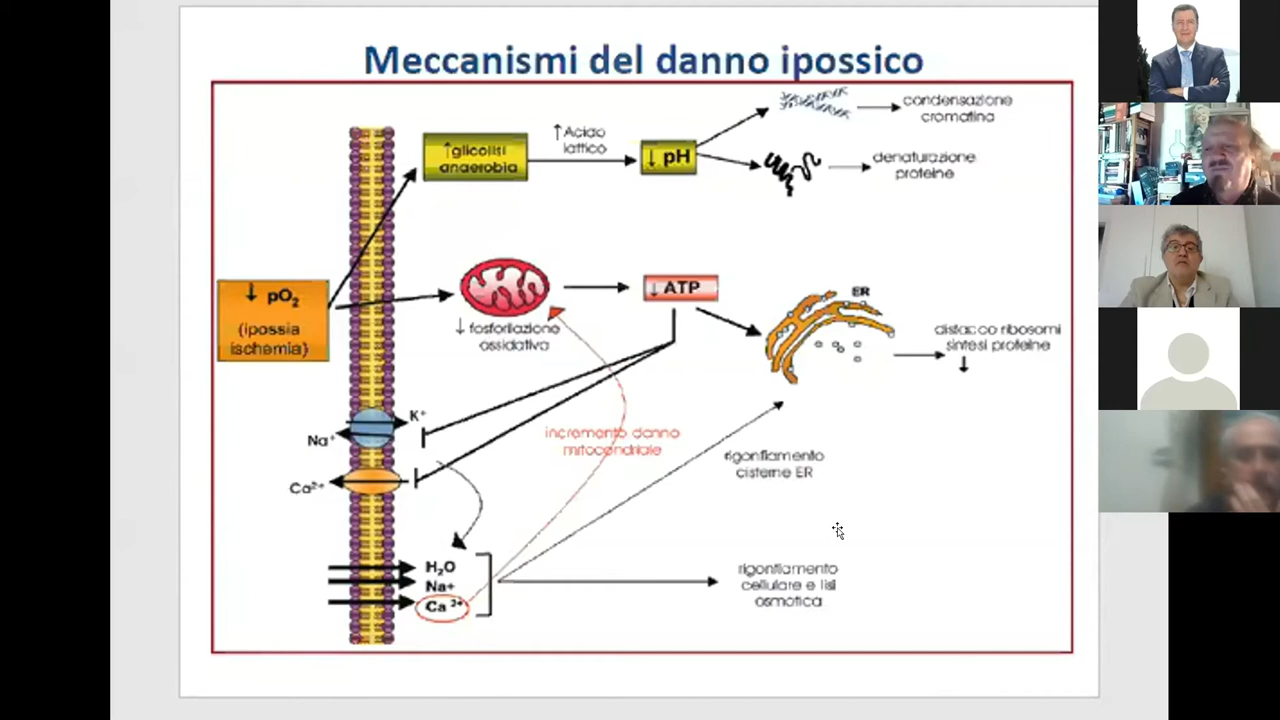 Meccanismi del danno ipossico
condensazione
cromatina
↑Acido
lattico
↑glicolisi
anaerobia
↓ pH
denaturazione
proteine
↓ pO₂
(ipossia
ischemia)
↓ ATP
ER
↓ fosforilazione
ossidativa
distacco ribosomi
sintesi proteine
↓
K⁺
Na⁺
Ca²⁺
incremento danno
mitocondriale
rigonfiamento
cisterne ER
H₂O
Na+
Ca ²⁺
rigonfiamento
cellulare e lisi
osmotica